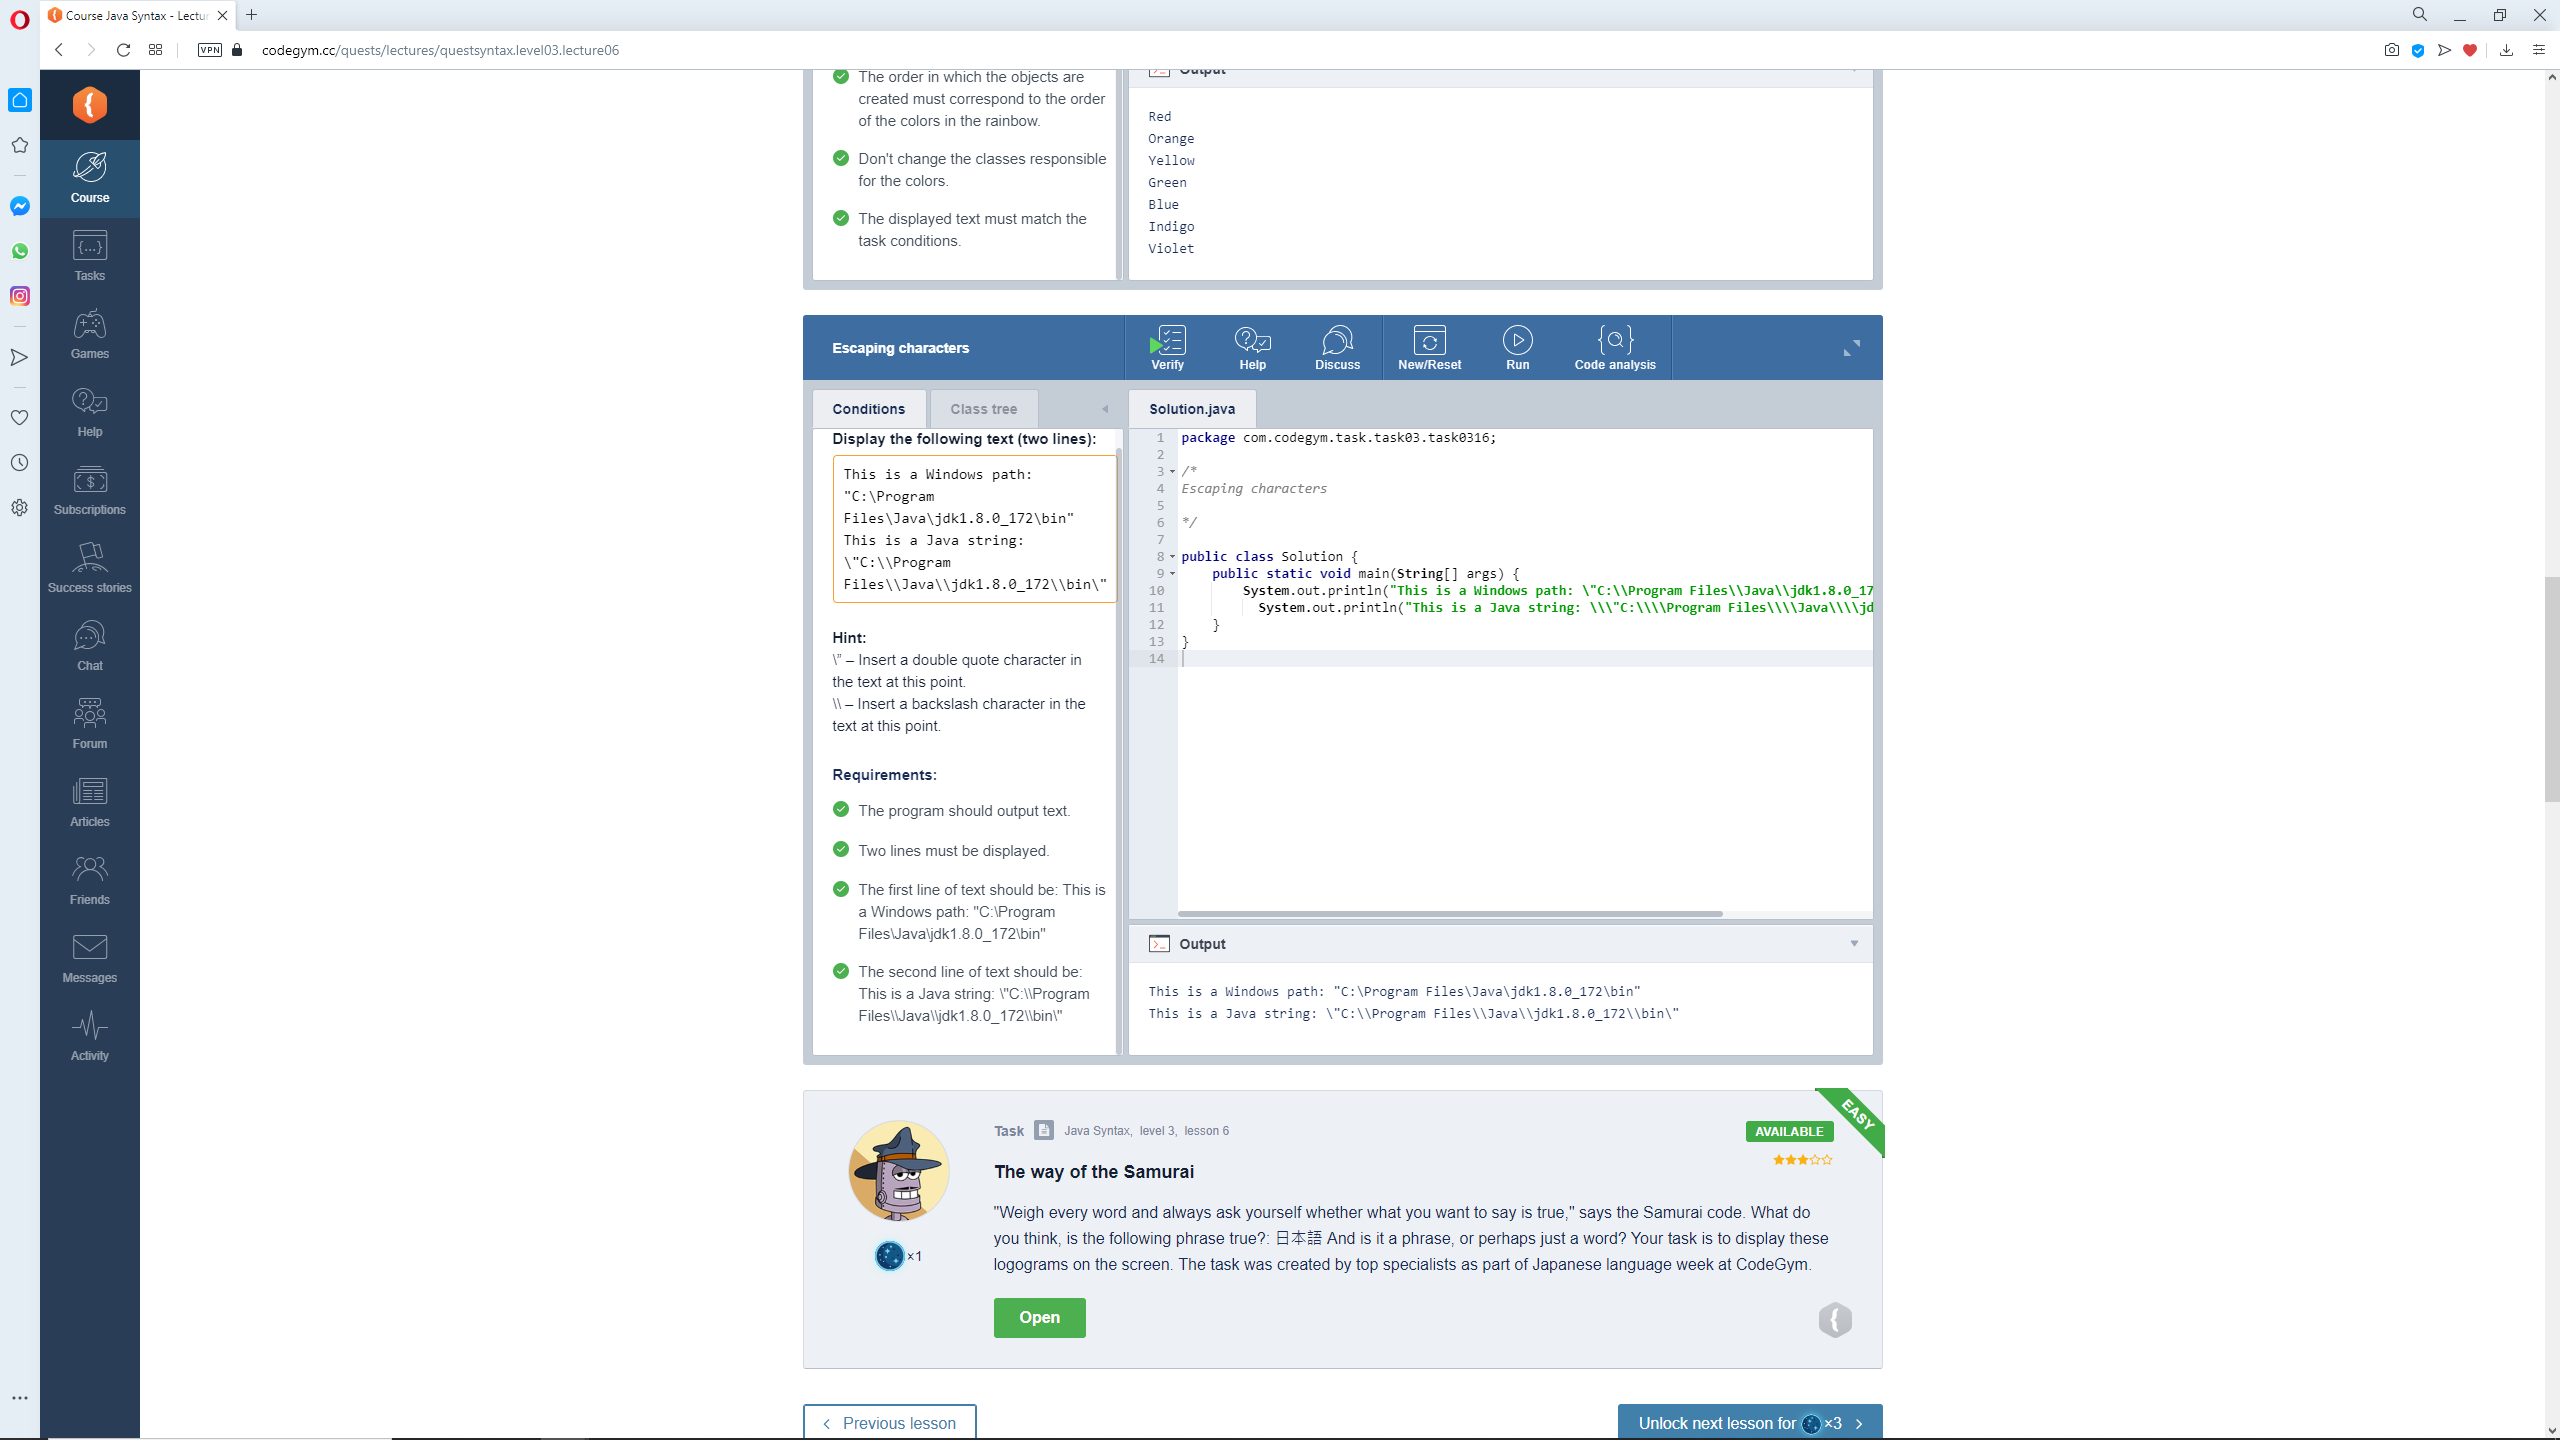 Course Java Syntax - Lectu
VPN
codegym.cc/quests/lectures/questsyntax.level03.lecture06
Course
Tasks
Games
Help
Subscriptions
Success stories
Chat
Forum
Articles
Friends
Messages
Activity
The order in which the objects are
created must correspond to the order
of the colors in the rainbow.
Don't change the classes responsible
for the colors.
The displayed text must match the
task conditions.
Output
Red
Orange
Yellow
Green
Blue
Indigo
Violet
Escaping characters
Verify
Help
Discuss
New/Reset
Run
Code analysis
Conditions
Class tree
Display the following text (two lines):
This is a Windows path:
"C:\Program
Files\Java\jdk1.8.0_172\bin"
This is a Java string:
\"C:\\Program
Files\\Java\\jdk1.8.0_172\\bin\"
Hint:
\" – Insert a double quote character in
the text at this point.
\\ – Insert a backslash character in the
text at this point.
Requirements:
The program should output text.
Two lines must be displayed.
The first line of text should be: This is
a Windows path: "C:\Program
Files\Java\jdk1.8.0_172\bin"
The second line of text should be:
This is a Java string: \"C:\\Program
Files\\Java\\jdk1.8.0_172\\bin\"
Solution.java
1 package com.codegym.task.task03.task0316;
2
3 /*
4 Escaping characters
5
6 */
7
8 public class Solution {
9 public static void main(String[] args) {
10 System.out.println("This is a Windows path: \"C:\\Program Files\\Java\\jdk1.8.0_17
11 System.out.println("This is a Java string: \\\"C:\\\\Program Files\\\\Java\\\\jd
12 }
13 }
14
Output
This is a Windows path: "C:\Program Files\Java\jdk1.8.0_172\bin"
This is a Java string: \"C:\\Program Files\\Java\\jdk1.8.0_172\\bin\"
EASY
Task Java Syntax, level 3, lesson 6
AVAILABLE
The way of the Samurai
"Weigh every word and always ask yourself whether what you want to say is true," says the Samurai code. What do
you think, is the following phrase true?: 日本語 And is it a phrase, or perhaps just a word? Your task is to display these
logograms on the screen. The task was created by top specialists as part of Japanese language week at CodeGym.
×1
Open
Previous lesson
Unlock next lesson for ×3